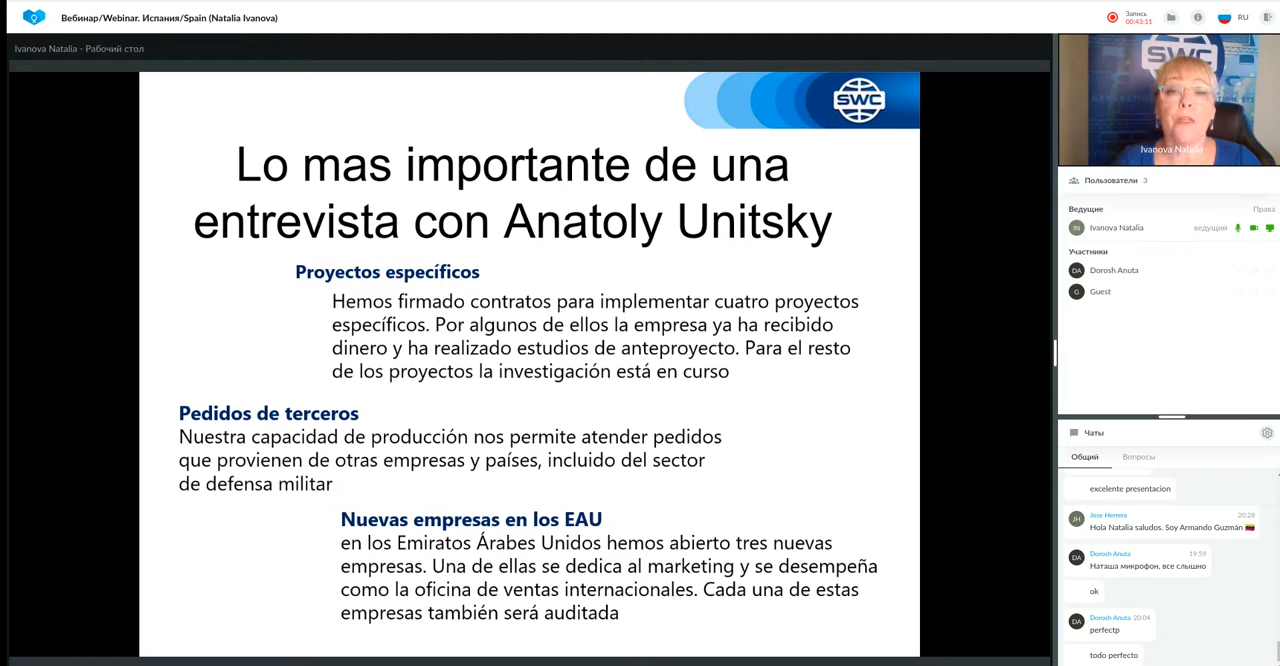 Вебинар/Webinar. Испания/Spain (Natalia Ivanova)
Запись
00:43:11
RU
Ivanova Natalia - Рабочий стол
SWC
Lo mas importante de una
entrevista con Anatoly Unitsky
Proyectos específicos
Hemos firmado contratos para implementar cuatro proyectos
específicos. Por algunos de ellos la empresa ya ha recibido
dinero y ha realizado estudios de anteproyecto. Para el resto
de los proyectos la investigación está en curso
Pedidos de terceros
Nuestra capacidad de producción nos permite atender pedidos
que provienen de otras empresas y países, incluido del sector
de defensa militar
Nuevas empresas en los EAU
en los Emiratos Árabes Unidos hemos abierto tres nuevas
empresas. Una de ellas se dedica al marketing y se desempeña
como la oficina de ventas internacionales. Cada una de estas
empresas también será auditada
SWC
Ivanova Natalia
Пользователи 3
Ведущие Права
IN Ivanova Natalia ведущий
Участники
DA Dorosh Anuta
G Guest
Чаты
Общий Вопросы
excelente presentacion
JH Jose Herrera 20:28
Hola Natalia saludos. Soy Armando Guzmán
DA Dorosh Anuta 19:59
Наташа микрофон, все слышно
ok
DA Dorosh Anuta 20:04
perfectp
todo perfecto